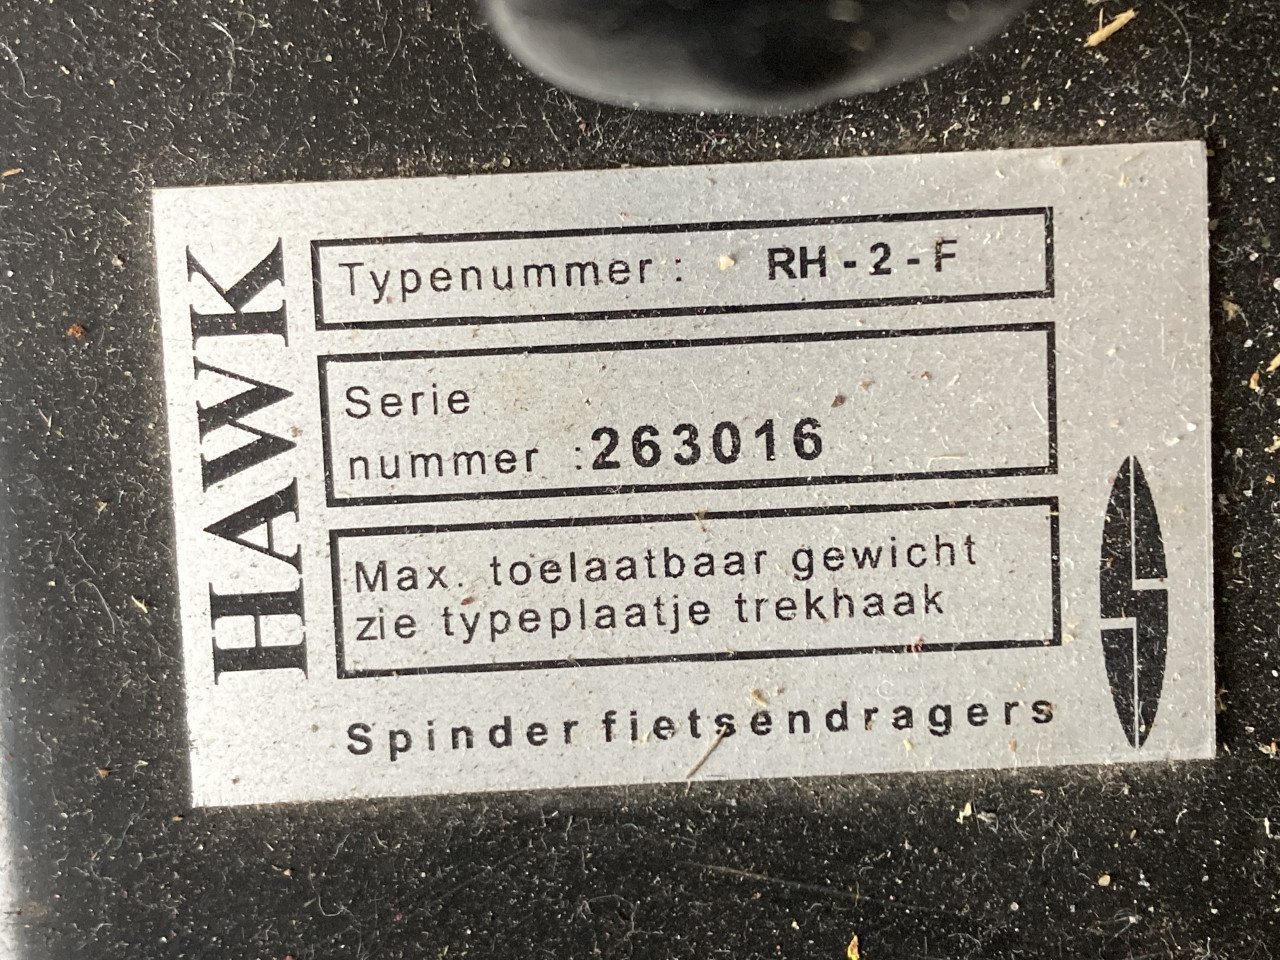 HAWK
Typenummer : RH - 2 - F
Serie
nummer :263016
Max. toelaatbaar gewicht
zie typeplaatje trekhaak
Spinder fietsendragers